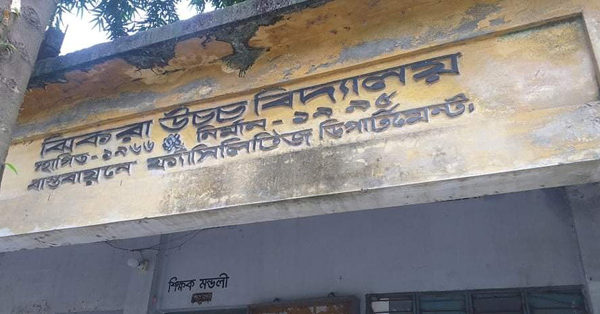 ঝিকরা উচ্চ বিদ্যালয়
স্থাপিত-১৯৬৬ ইং নির্মান-১৯৯৫
বাস্তবায়নে ফ্যাসিলিটিজ ডিপার্টমেন্ট।
শিক্ষক মন্ডলী